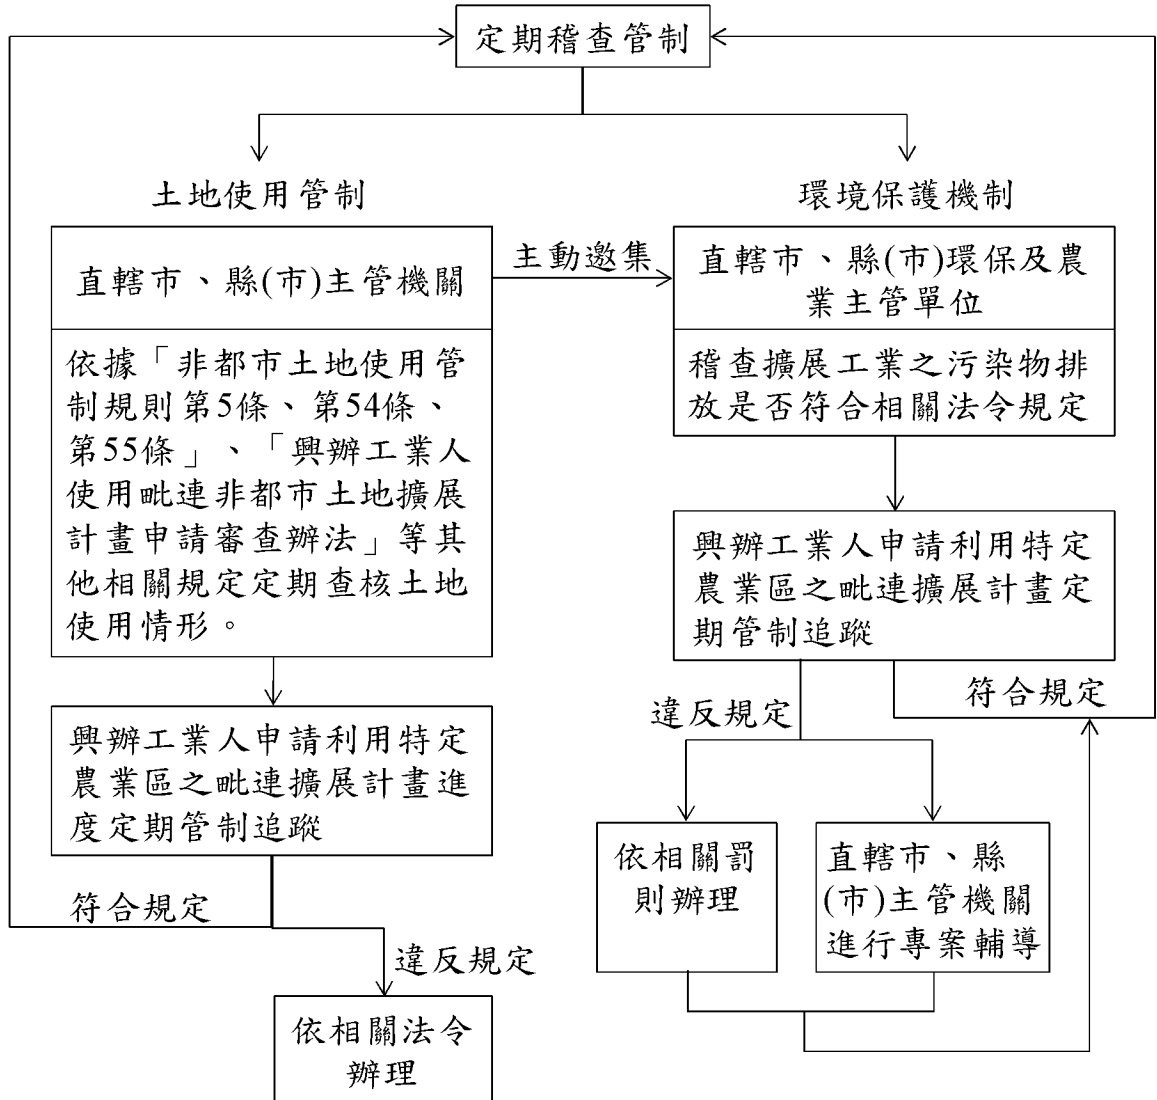 定期稽查管制
土地使用管制
環境保護機制
直轄市、縣(市)主管機關
主動邀集
直轄市、縣(市)環保及農
業主管單位
依據「非都市土地使用管
制規則第5條、第54條、
第55條」、「興辦工業人
使用毗連非都市土地擴展
計畫申請審查辦法」等其
他相關規定定期查核土地
使用情形。
稽查擴展工業之污染物排
放是否符合相關法令規定
興辦工業人申請利用特定
農業區之毗連擴展計畫定
期管制追蹤
違反規定
符合規定
興辦工業人申請利用特定
農業區之毗連擴展計畫進
度定期管制追蹤
符合規定
違反規定
依相關法令
辦理
依相關罰
則辦理
直轄市、縣
(市)主管機關
進行專案輔導